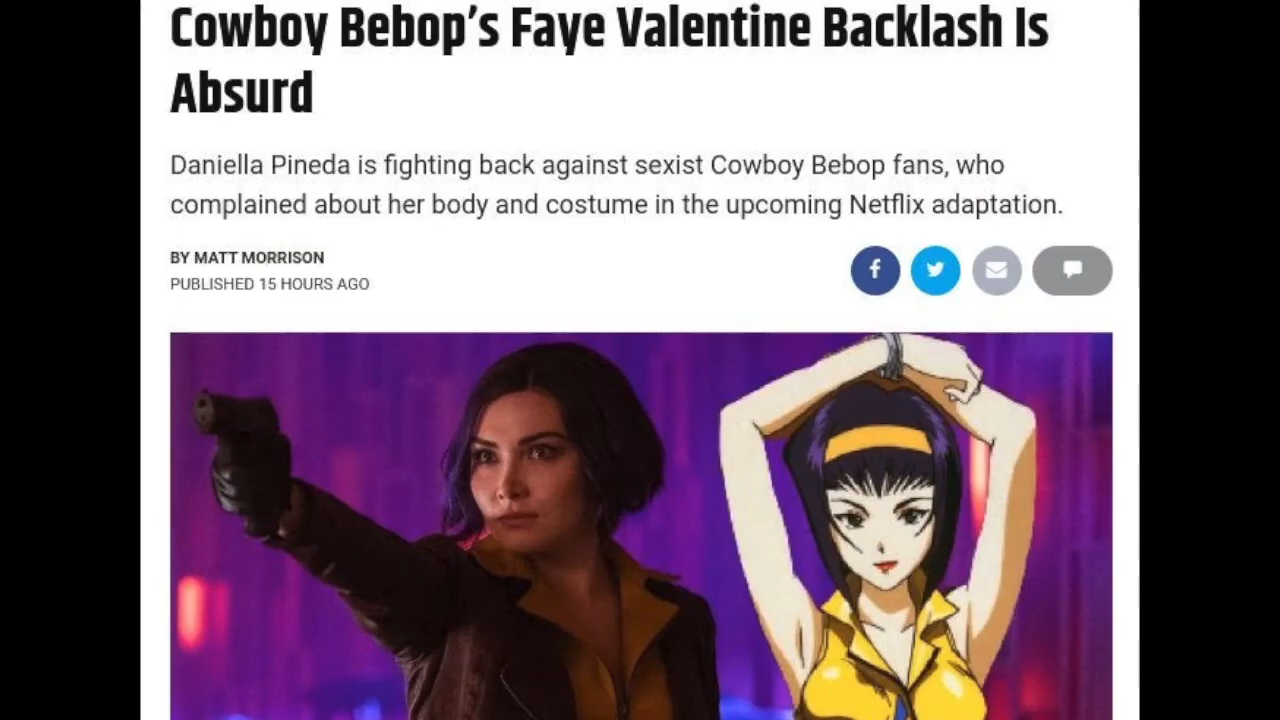 Cowboy Bebop’s Faye Valentine Backlash Is
Absurd
Daniella Pineda is fighting back against sexist Cowboy Bebop fans, who
complained about her body and costume in the upcoming Netflix adaptation.
BY MATT MORRISON
PUBLISHED 15 HOURS AGO